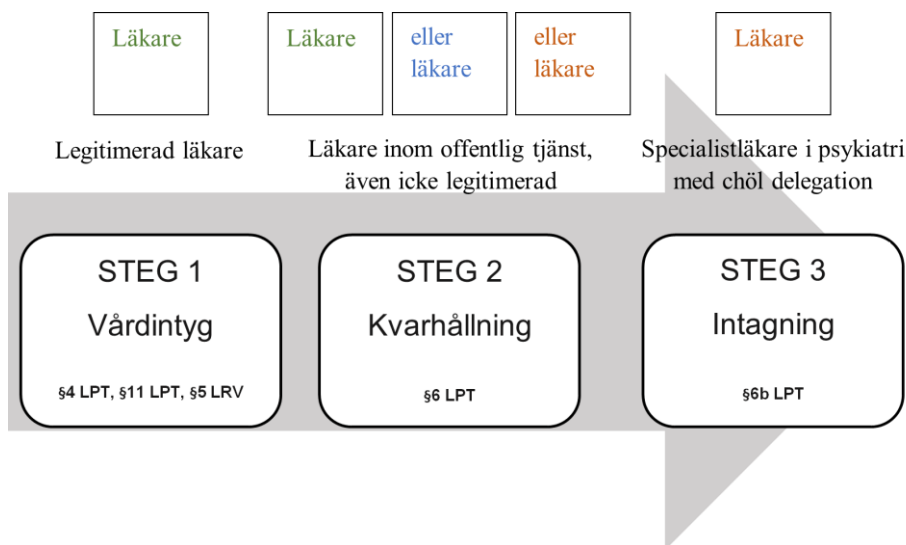 Läkare
Läkare
eller
läkare
eller
läkare
Läkare
Legitimerad läkare
Läkare inom offentlig tjänst,
även icke legitimerad
Specialistläkare i psykiatri
med chöl delegation
STEG 1
Vårdintyg
§4 LPT, §11 LPT, §5 LRV
STEG 2
Kvarhållning
§6 LPT
STEG 3
Intagning
§6b LPT